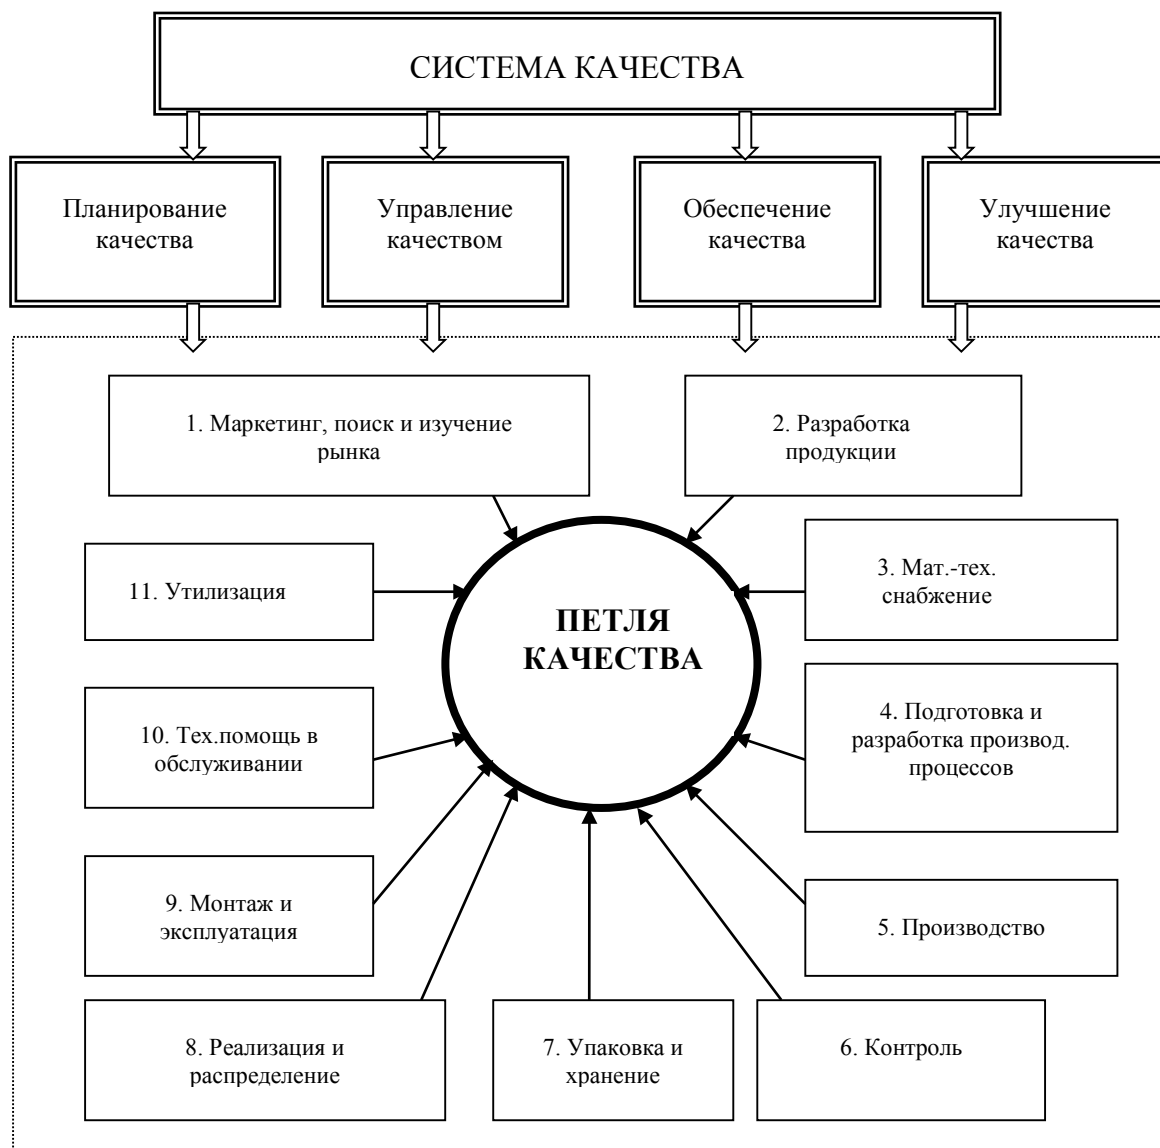 СИСТЕМА КАЧЕСТВА
Планирование
качества
Управление
качеством
Обеспечение
качества
Улучшение
качества
1. Маркетинг, поиск и изучение
рынка
2. Разработка
продукции
11. Утилизация
ПЕТЛЯ
КАЧЕСТВА
3. Мат.-тех.
снабжение
10. Тех.помощь в
обслуживании
4. Подготовка и
разработка производ.
процессов
9. Монтаж и
эксплуатация
5. Производство
8. Реализация и
распределение
7. Упаковка и
хранение
6. Контроль